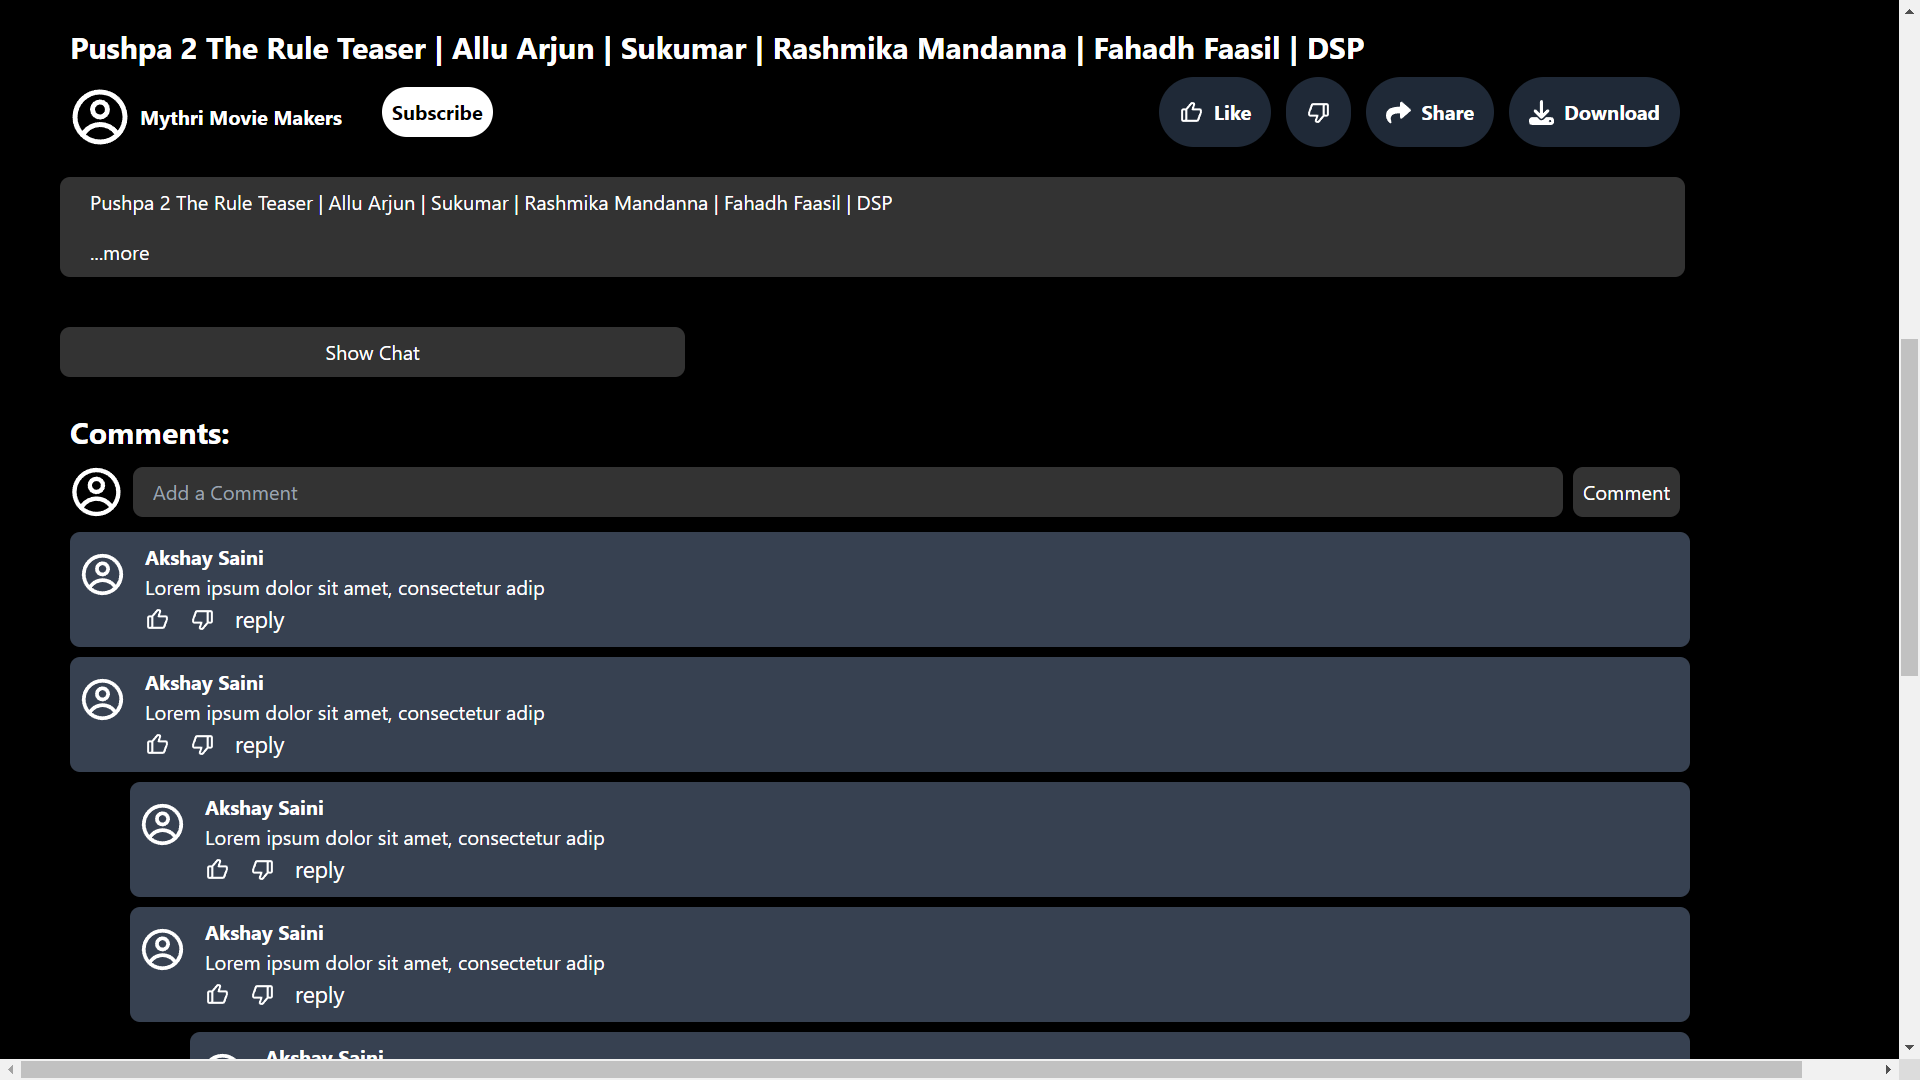 Pushpa 2 The Rule Teaser | Allu Arjun | Sukumar | Rashmika Mandanna | Fahadh Faasil | DSP
Mythri Movie Makers Subscribe Like Share Download
Pushpa 2 The Rule Teaser | Allu Arjun | Sukumar | Rashmika Mandanna | Fahadh Faasil | DSP
...more
Show Chat
Comments:
Add a Comment Comment
Akshay Saini
Lorem ipsum dolor sit amet, consectetur adip
reply
Akshay Saini
Lorem ipsum dolor sit amet, consectetur adip
reply
Akshay Saini
Lorem ipsum dolor sit amet, consectetur adip
reply
Akshay Saini
Lorem ipsum dolor sit amet, consectetur adip
reply
Akshay Saini